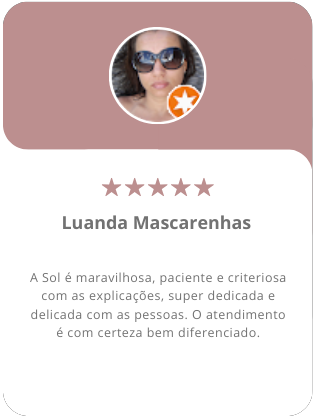 Luanda Mascarenhas
A Sol é maravilhosa, paciente e criteriosa
com as explicações, super dedicada e
delicada com as pessoas. O atendimento
é com certeza bem diferenciado.